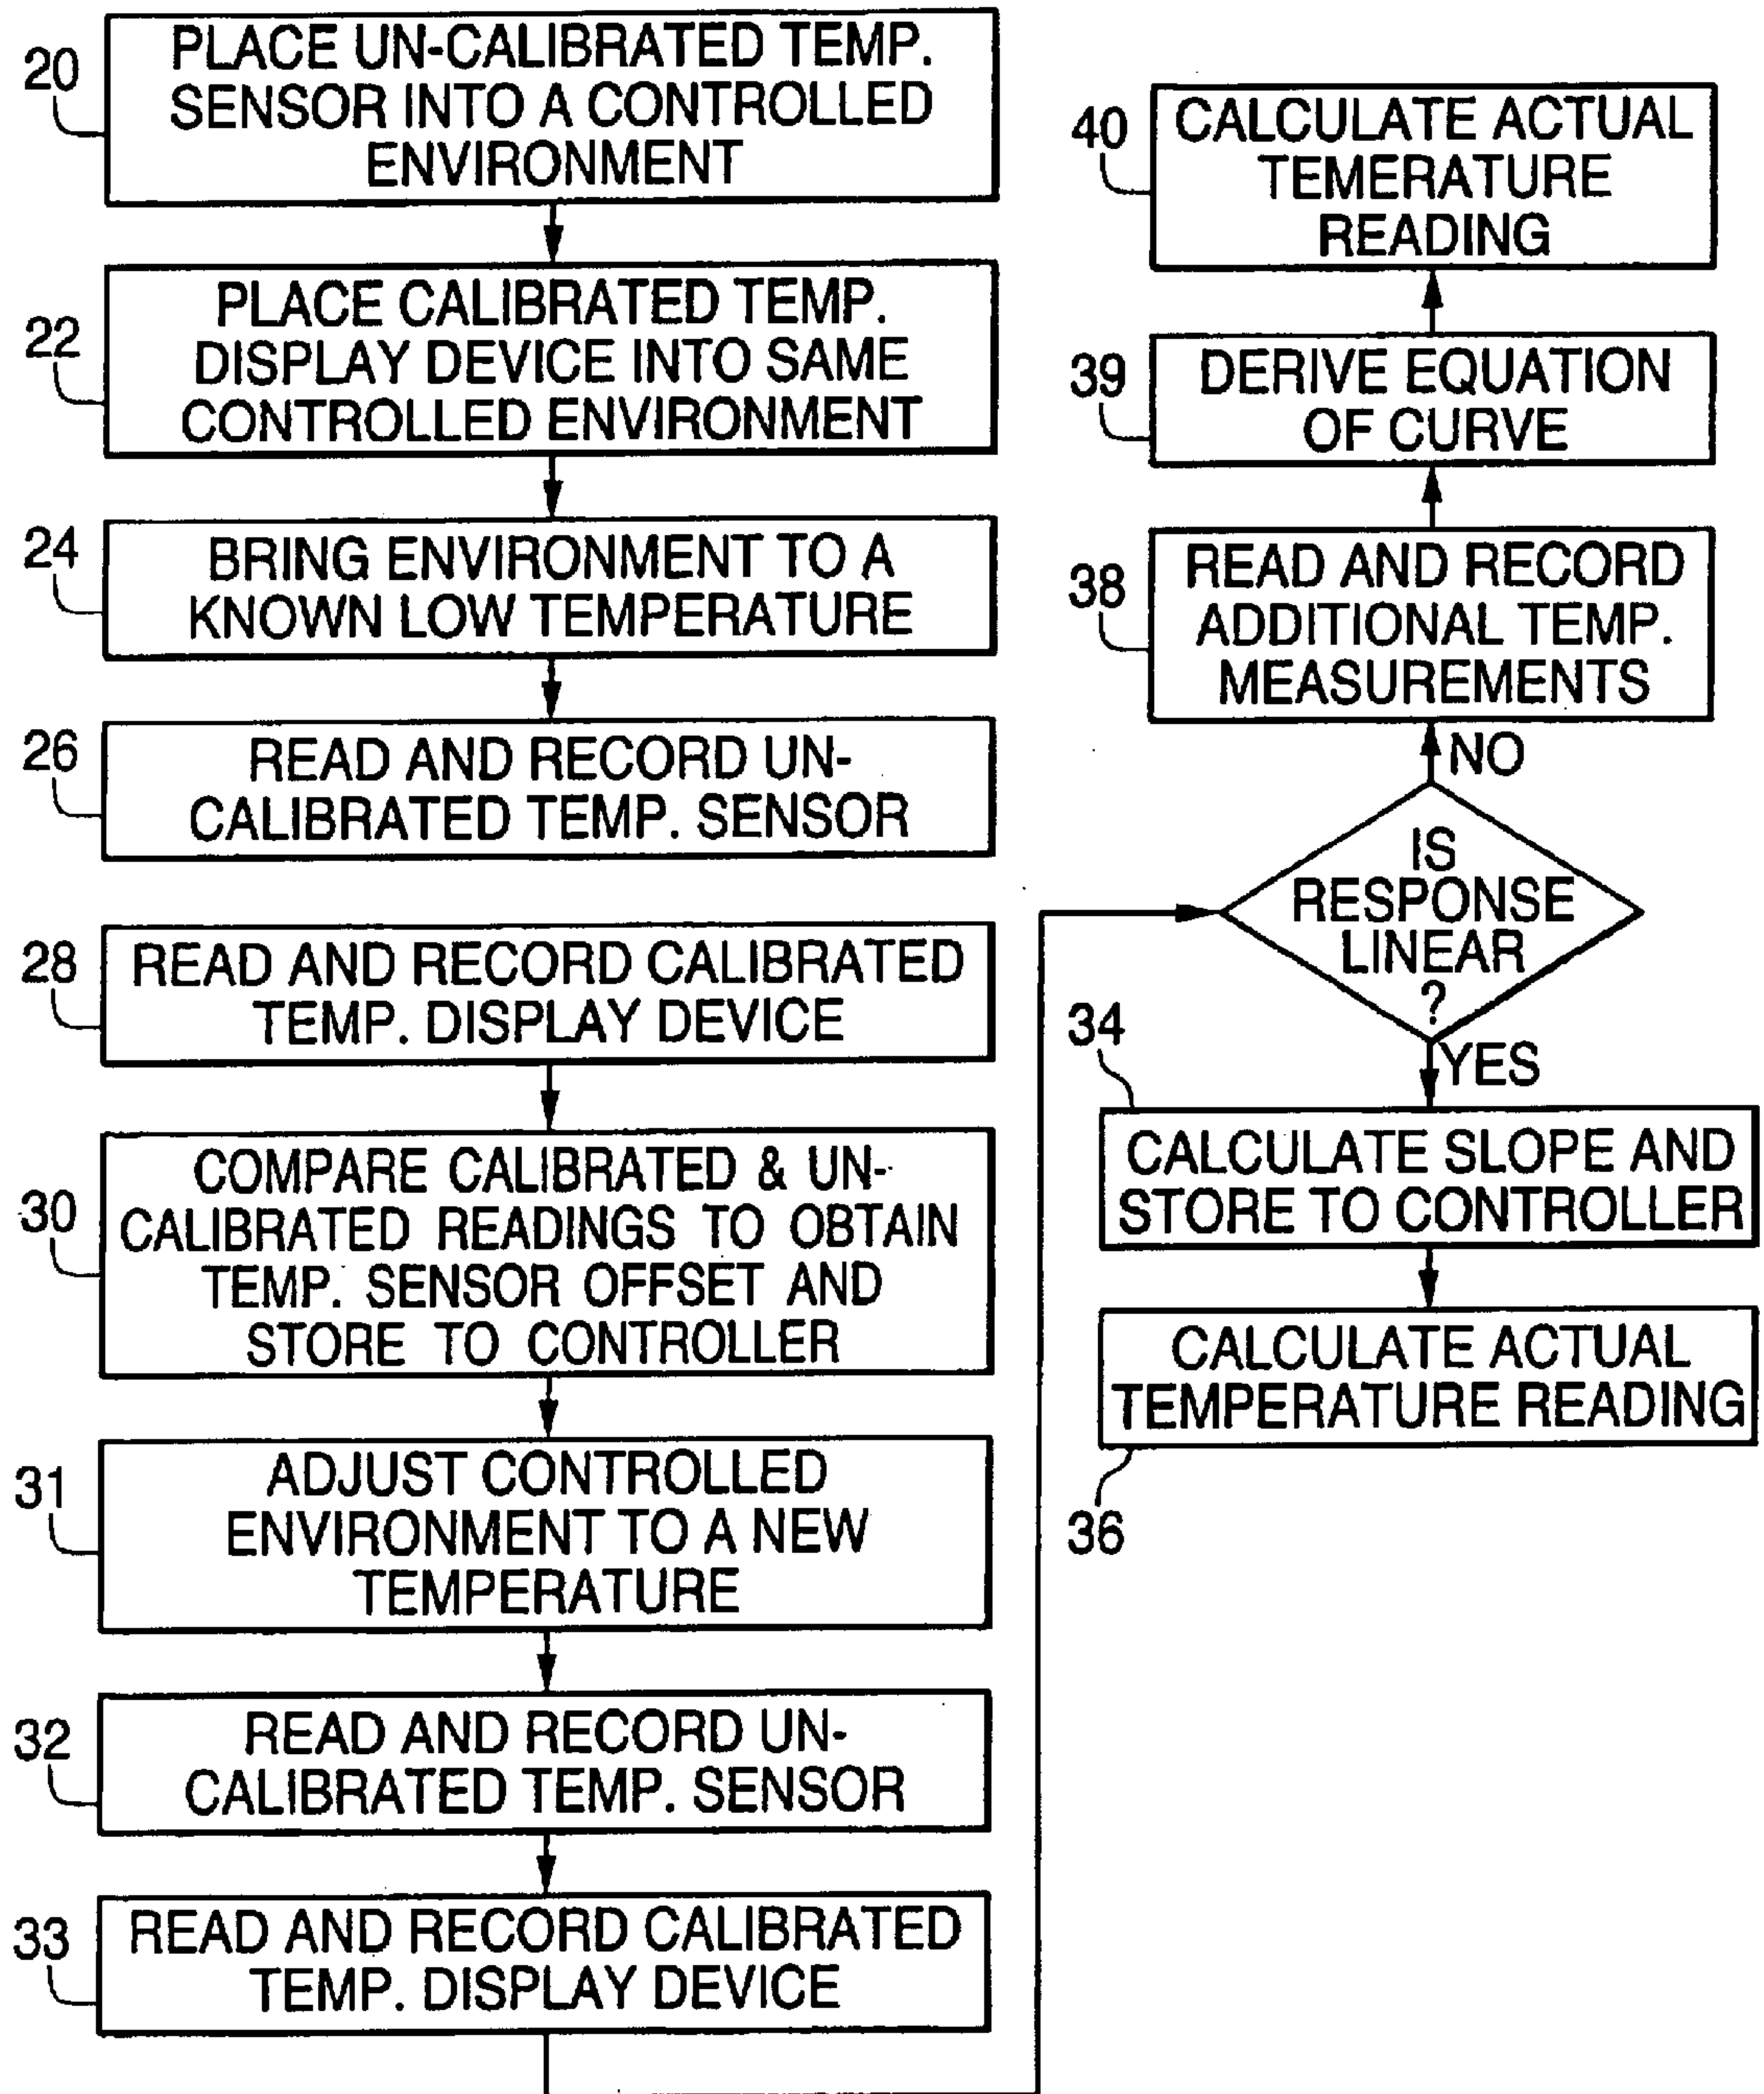 20
PLACE UN-CALIBRATED TEMP.
SENSOR INTO A CONTROLLED
ENVIRONMENT
22
PLACE CALIBRATED TEMP.
DISPLAY DEVICE INTO SAME
CONTROLLED ENVIRONMENT
24
BRING ENVIRONMENT TO A
KNOWN LOW TEMPERATURE
26
READ AND RECORD UN-
CALIBRATED TEMP. SENSOR
28
READ AND RECORD CALIBRATED
TEMP. DISPLAY DEVICE
30
COMPARE CALIBRATED & UN-
CALIBRATED READINGS TO OBTAIN
TEMP. SENSOR OFFSET AND
STORE TO CONTROLLER
31
ADJUST CONTROLLED
ENVIRONMENT TO A NEW
TEMPERATURE
32
READ AND RECORD UN-
CALIBRATED TEMP. SENSOR
33
READ AND RECORD CALIBRATED
TEMP. DISPLAY DEVICE
40
CALCULATE ACTUAL
TEMERATURE
READING
39
DERIVE EQUATION
OF CURVE
38
READ AND RECORD
ADDITIONAL TEMP.
MEASUREMENTS
NO
IS
RESPONSE
LINEAR
?
YES
34
CALCULATE SLOPE AND
STORE TO CONTROLLER
CALCULATE ACTUAL
TEMPERATURE READING
36